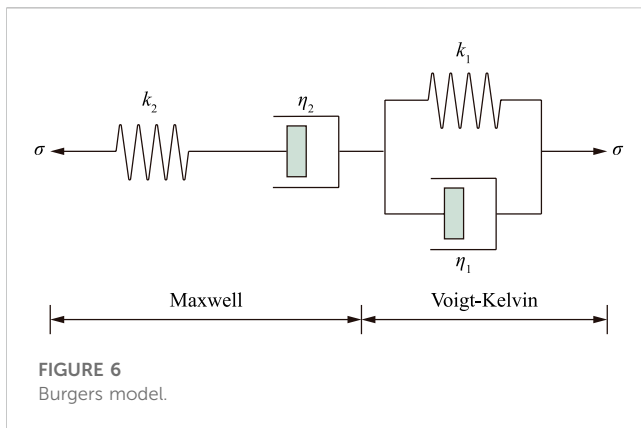 k₁
k₂
η₂
σ
σ
η₁
Maxwell
Voigt-Kelvin
FIGURE 6
Burgers model.